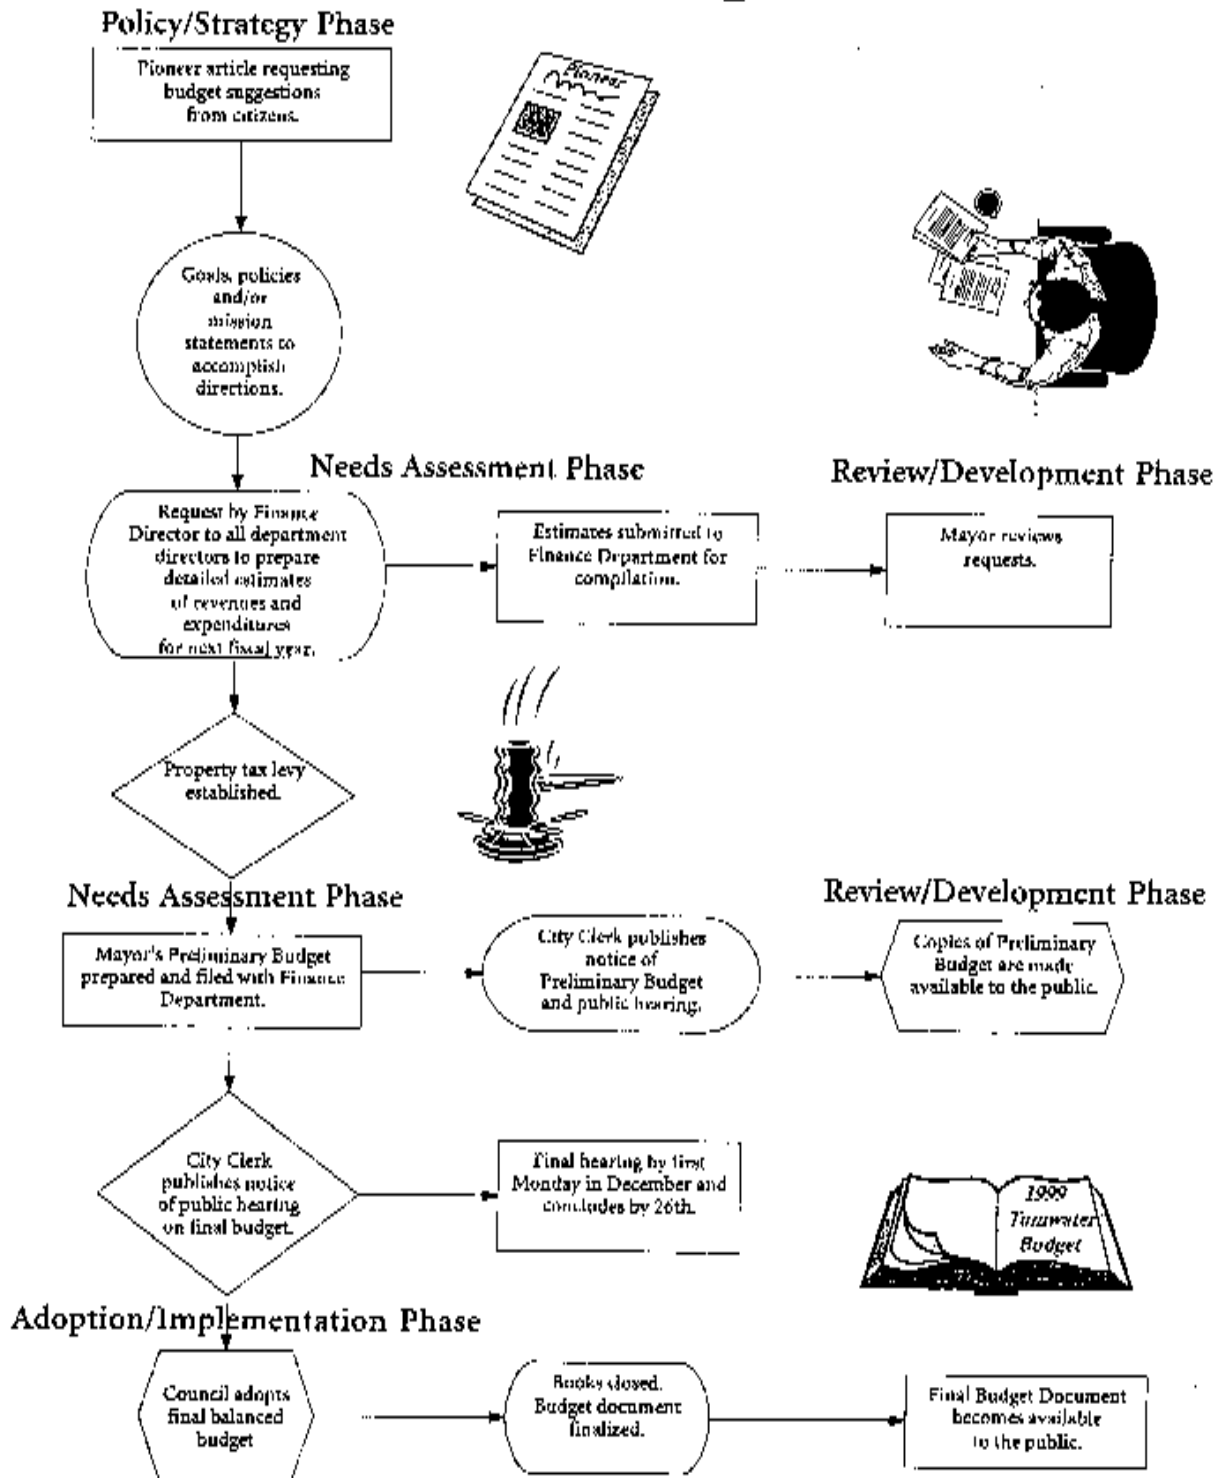 Policy/Strategy Phase
Pioneer article requesting
budget suggestions
from citizens.
Pioneer
Goals, policies
and/or
mission
statements to
accomplish
directions.
Needs Assessment Phase
Review/Development Phase
Request by Finance
Director to all department
directors to prepare
detailed estimates
of revenues and
expenditures
for next fiscal year.
Estimates submitted to
Finance Department for
compilation.
Mayor reviews
requests.
Property tax levy
established.
Needs Assessment Phase
Review/Development Phase
Mayor's Preliminary Budget
prepared and filed with Finance
Department.
City Clerk publishes
notice of
Preliminary Budget
and public hearing.
Copies of Preliminary
Budget are made
available to the public.
City Clerk
publishes notice
of public hearing
on final budget.
Final hearing by first
Monday in December and
concludes by 26th.
1999
Tumwater
Budget
Adoption/Implementation Phase
Council adopts
final balanced
budget
Books closed.
Budget document
finalized.
Final Budget Document
becomes available
to the public.